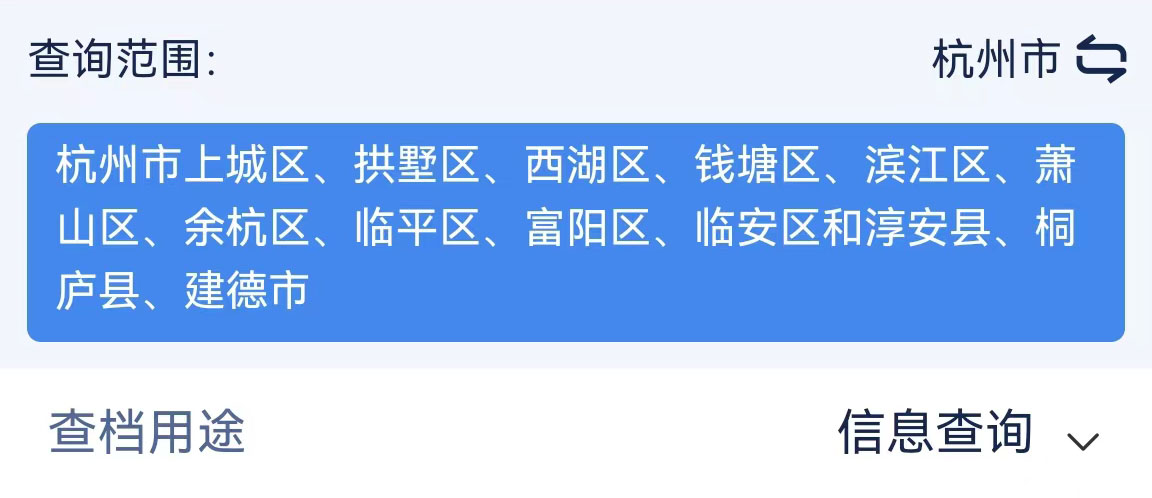 查询范围：
杭州市
杭州市上城区、拱墅区、西湖区、钱塘区、滨江区、萧
山区、余杭区、临平区、富阳区、临安区和淳安县、桐
庐县、建德市
查档用途
信息查询